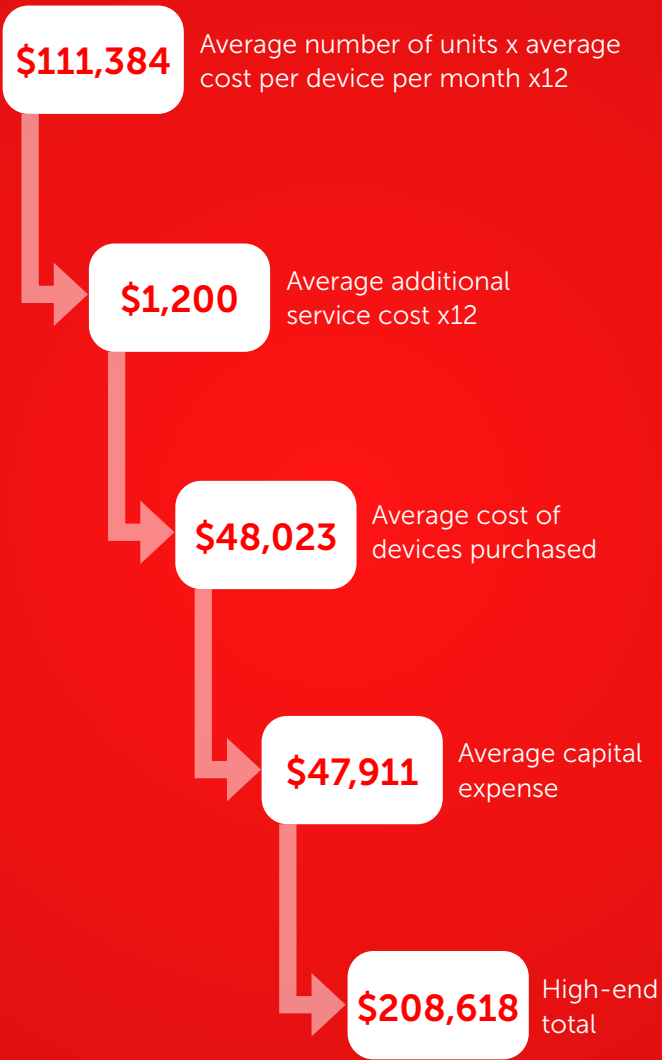 $111,384
Average number of units x average
cost per device per month x12
$1,200
Average additional
service cost x12
$48,023
Average cost of
devices purchased
$47,911
Average capital
expense
$208,618
High-end
total